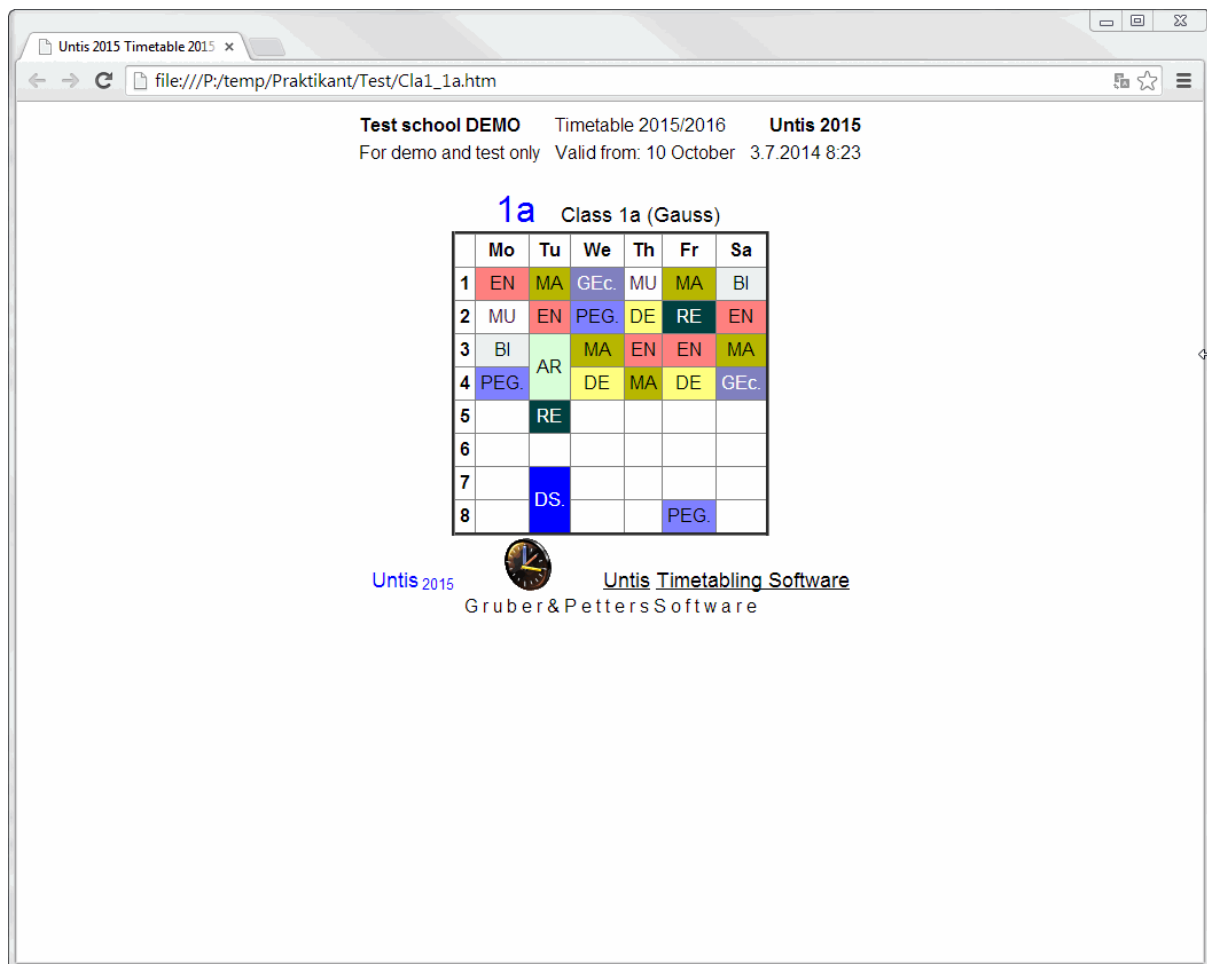 Untis 2015 Timetable 2015
file:///P:/temp/Praktikant/Test/Cla1_1a.htm
Test school DEMO Timetable 2015/2016 Untis 2015
For demo and test only Valid from: 10 October 3.7.2014 8:23
1a Class 1a (Gauss)
Mo Tu We Th Fr Sa
1 EN MA GEc. MU MA BI
2 MU EN PEG. DE RE EN
3 BI AR MA EN EN MA
4 PEG. DE MA DE GEc.
5 RE
6
7 DS.
8 PEG.
Untis 2015 Untis Timetabling Software
Gruber&PettersSoftware